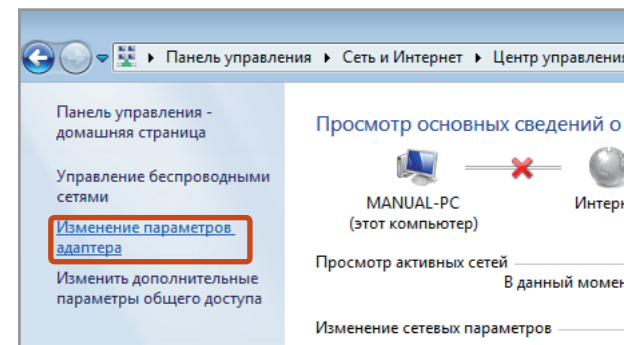 Панель управления ▸ Сеть и Интернет ▸ Центр управления
Панель управления -
домашняя страница
Просмотр основных сведений о
Управление беспроводными
сетями
MANUAL-PC
(этот компьютер)
Интерн
Изменение параметров
адаптера
Изменить дополнительные
параметры общего доступа
Просмотр активных сетей
В данный момен
Изменение сетевых параметров